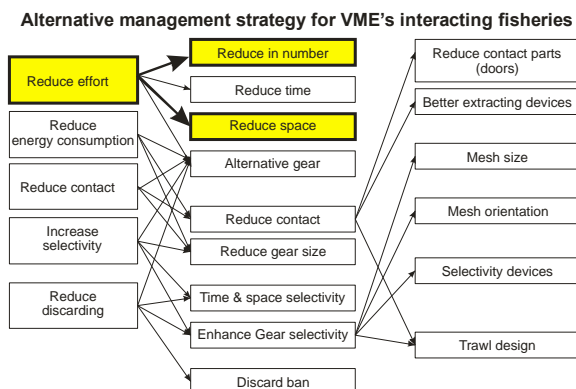 Alternative management strategy for VME's interacting fisheries
Reduce effort
Reduce
energy consumption
Reduce contact
Increase
selectivity
Reduce
discarding
Reduce in number
Reduce time
Reduce space
Alternative gear
Reduce contact
Reduce gear size
Time & space selectivity
Enhance Gear selectivity
Discard ban
Reduce contact parts
(doors)
Better extracting devices
Mesh size
Mesh orientation
Selectivity devices
Trawl design